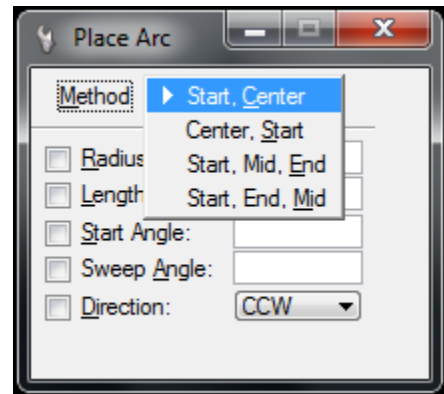 Place Arc
Method Start, Center
Center, Start
Start, Mid, End
Start, End, Mid
Radius
Length
Start Angle:
Sweep Angle:
Direction: CCW